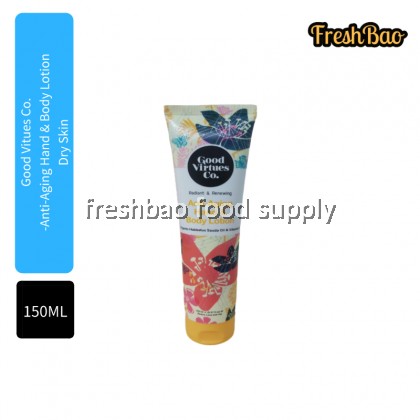 FreshBao
Good Vitues Co.
-Anti-Aging Hand & Body Lotion
Dry Skin
150ML
Good
Virtues
Co.
Radiant & Renewing
Body Lotion
freshbao food supply